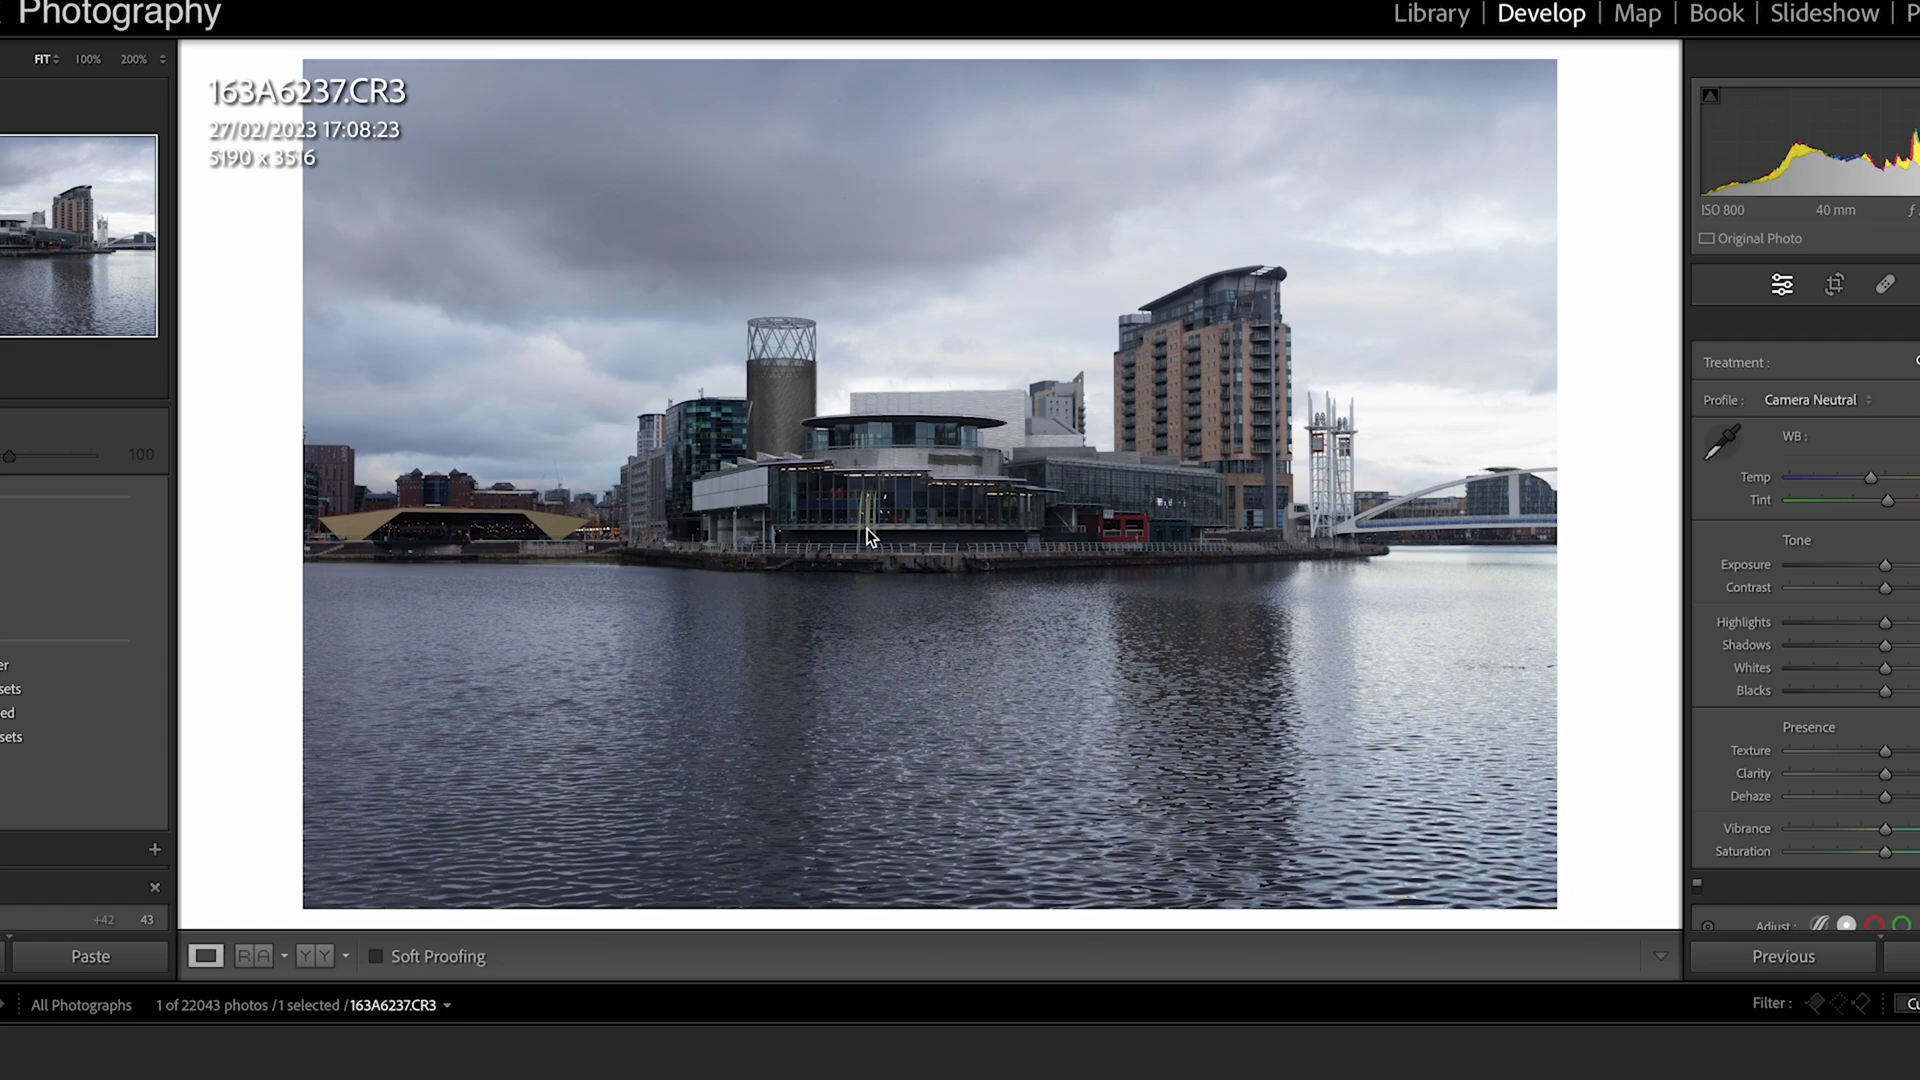 Photography
Library | Develop | Map | Book | Slideshow |
FIT 100% 200%
163A6237.CR3
27/02/2023 17:08:23
5190 x 3516
ISO 800 40 mm
Original Photo
Treatment :
Profile : Camera Neutral
WB :
100
Temp
Tint
Tone
Exposure
Contrast
Highlights
Shadows
Whites
Blacks
er
sets
ed
sets
Presence
Texture
Clarity
Dehaze
Vibrance
Saturation
+42 43
Adjust :
Paste
R A Y Y Soft Proofing
Previous
All Photographs 1 of 22043 photos / 1 selected / 163A6237.CR3
Filter :